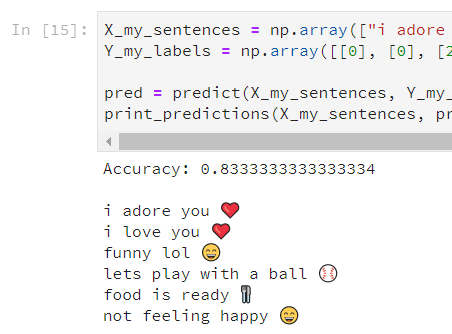 In [15]:
X_my_sentences = np.array(["i adore
Y_my_labels = np.array([[0], [0], [2
pred = predict(X_my_sentences, Y_my_
print_predictions(X_my_sentences, pr
Accuracy: 0.8333333333333334
i adore you ❤️
i love you ❤️
funny lol 😄
lets play with a ball ⚾
food is ready 🍴
not feeling happy 😄